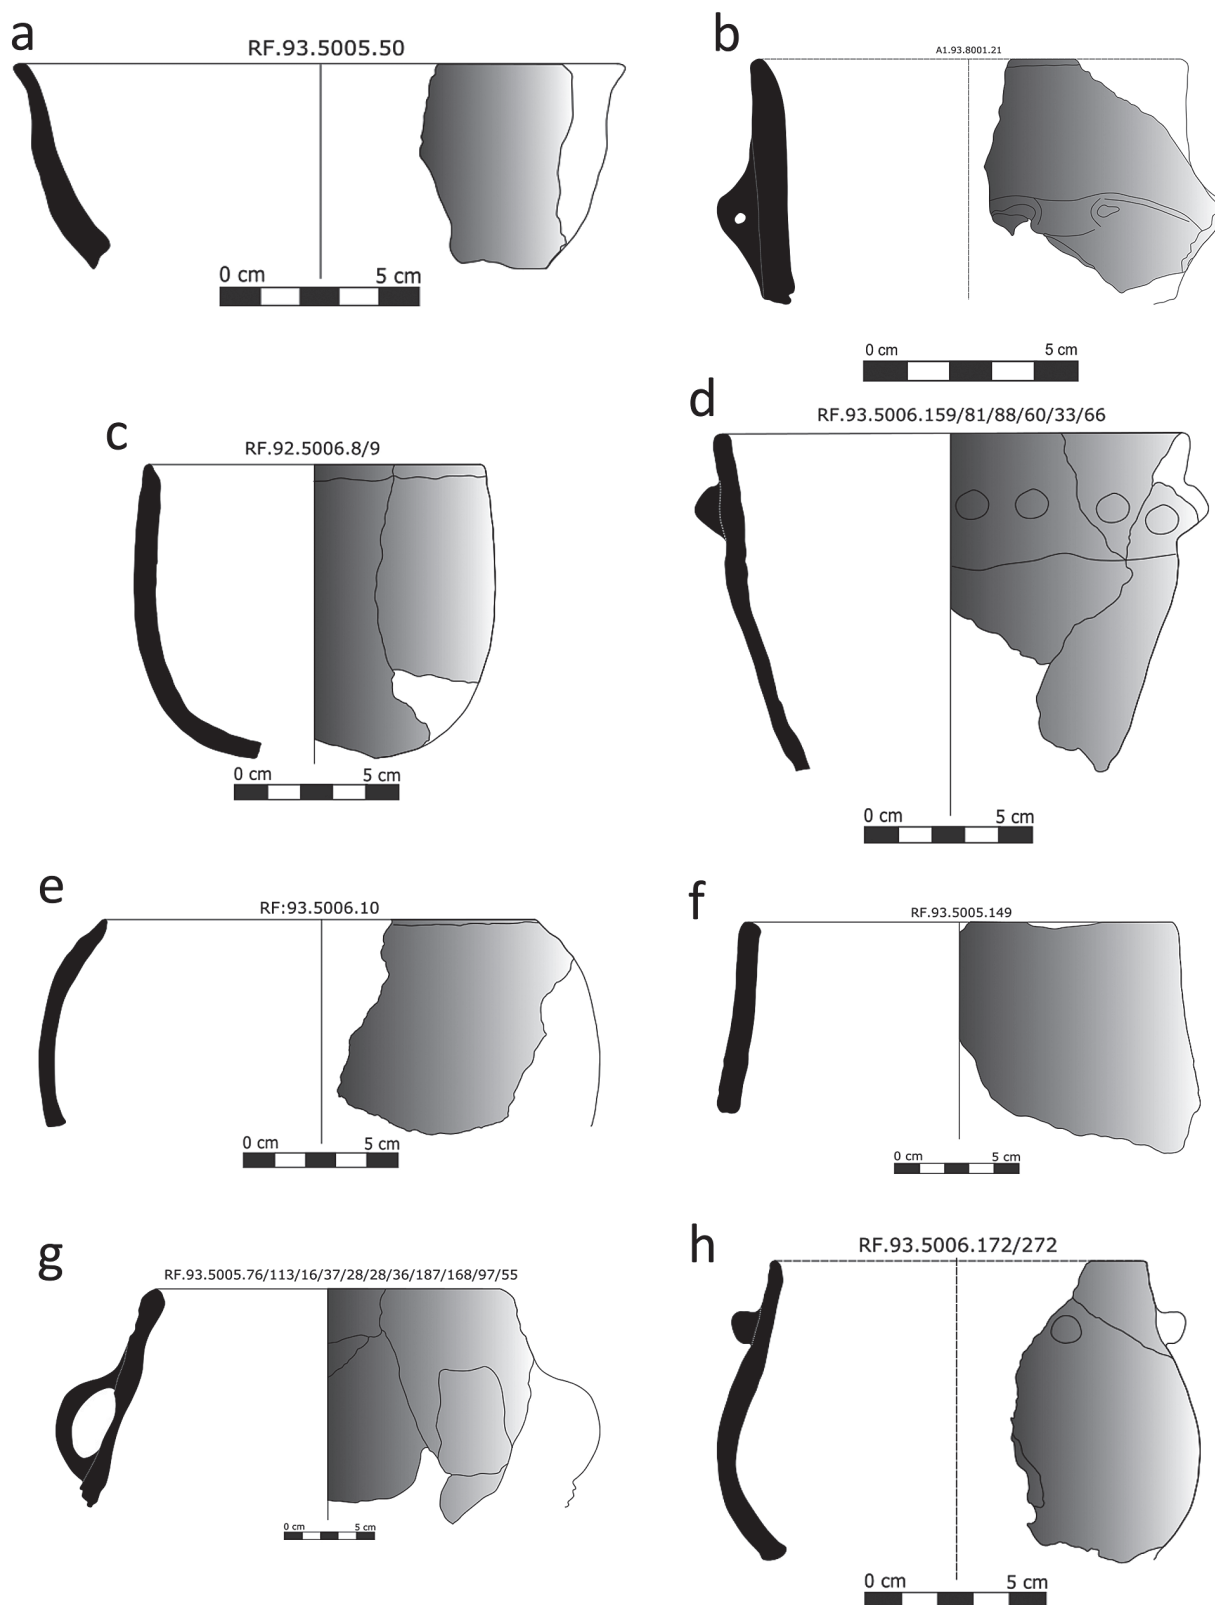 a
RF.93.5005.50
0 cm 5 cm
b
A1.93.8001.21
0 cm 5 cm
c
RF.92.5006.8/9
0 cm 5 cm
d
RF.93.5006.159/81/88/60/33/66
0 cm 5 cm
e
RF:93.5006.10
0 cm 5 cm
f
RF.93.5005.149
0 cm 5 cm
g
RF.93.5005.76/113/16/37/28/28/36/187/168/97/55
0 cm 5 cm
h
RF.93.5006.172/272
0 cm 5 cm